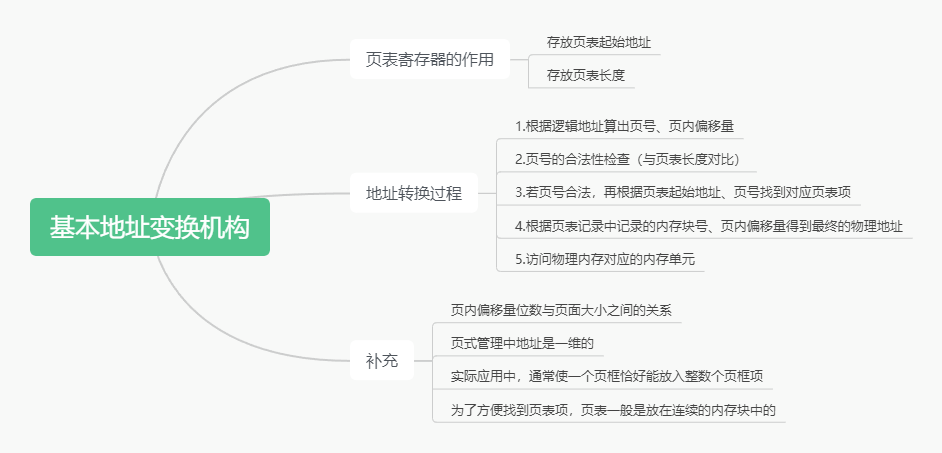 基本地址变换机构
页表寄存器的作用
存放页表起始地址
存放页表长度
地址转换过程
1.根据逻辑地址算出页号、页内偏移量
2.页号的合法性检查（与页表长度对比）
3.若页号合法，再根据页表起始地址、页号找到对应页表项
4.根据页表记录中记录的内存块号、页内偏移量得到最终的物理地址
5.访问物理内存对应的内存单元
补充
页内偏移量位数与页面大小之间的关系
页式管理中地址是一维的
实际应用中，通常使一个页框恰好能放入整数个页框项
为了方便找到页表项，页表一般是放在连续的内存块中的